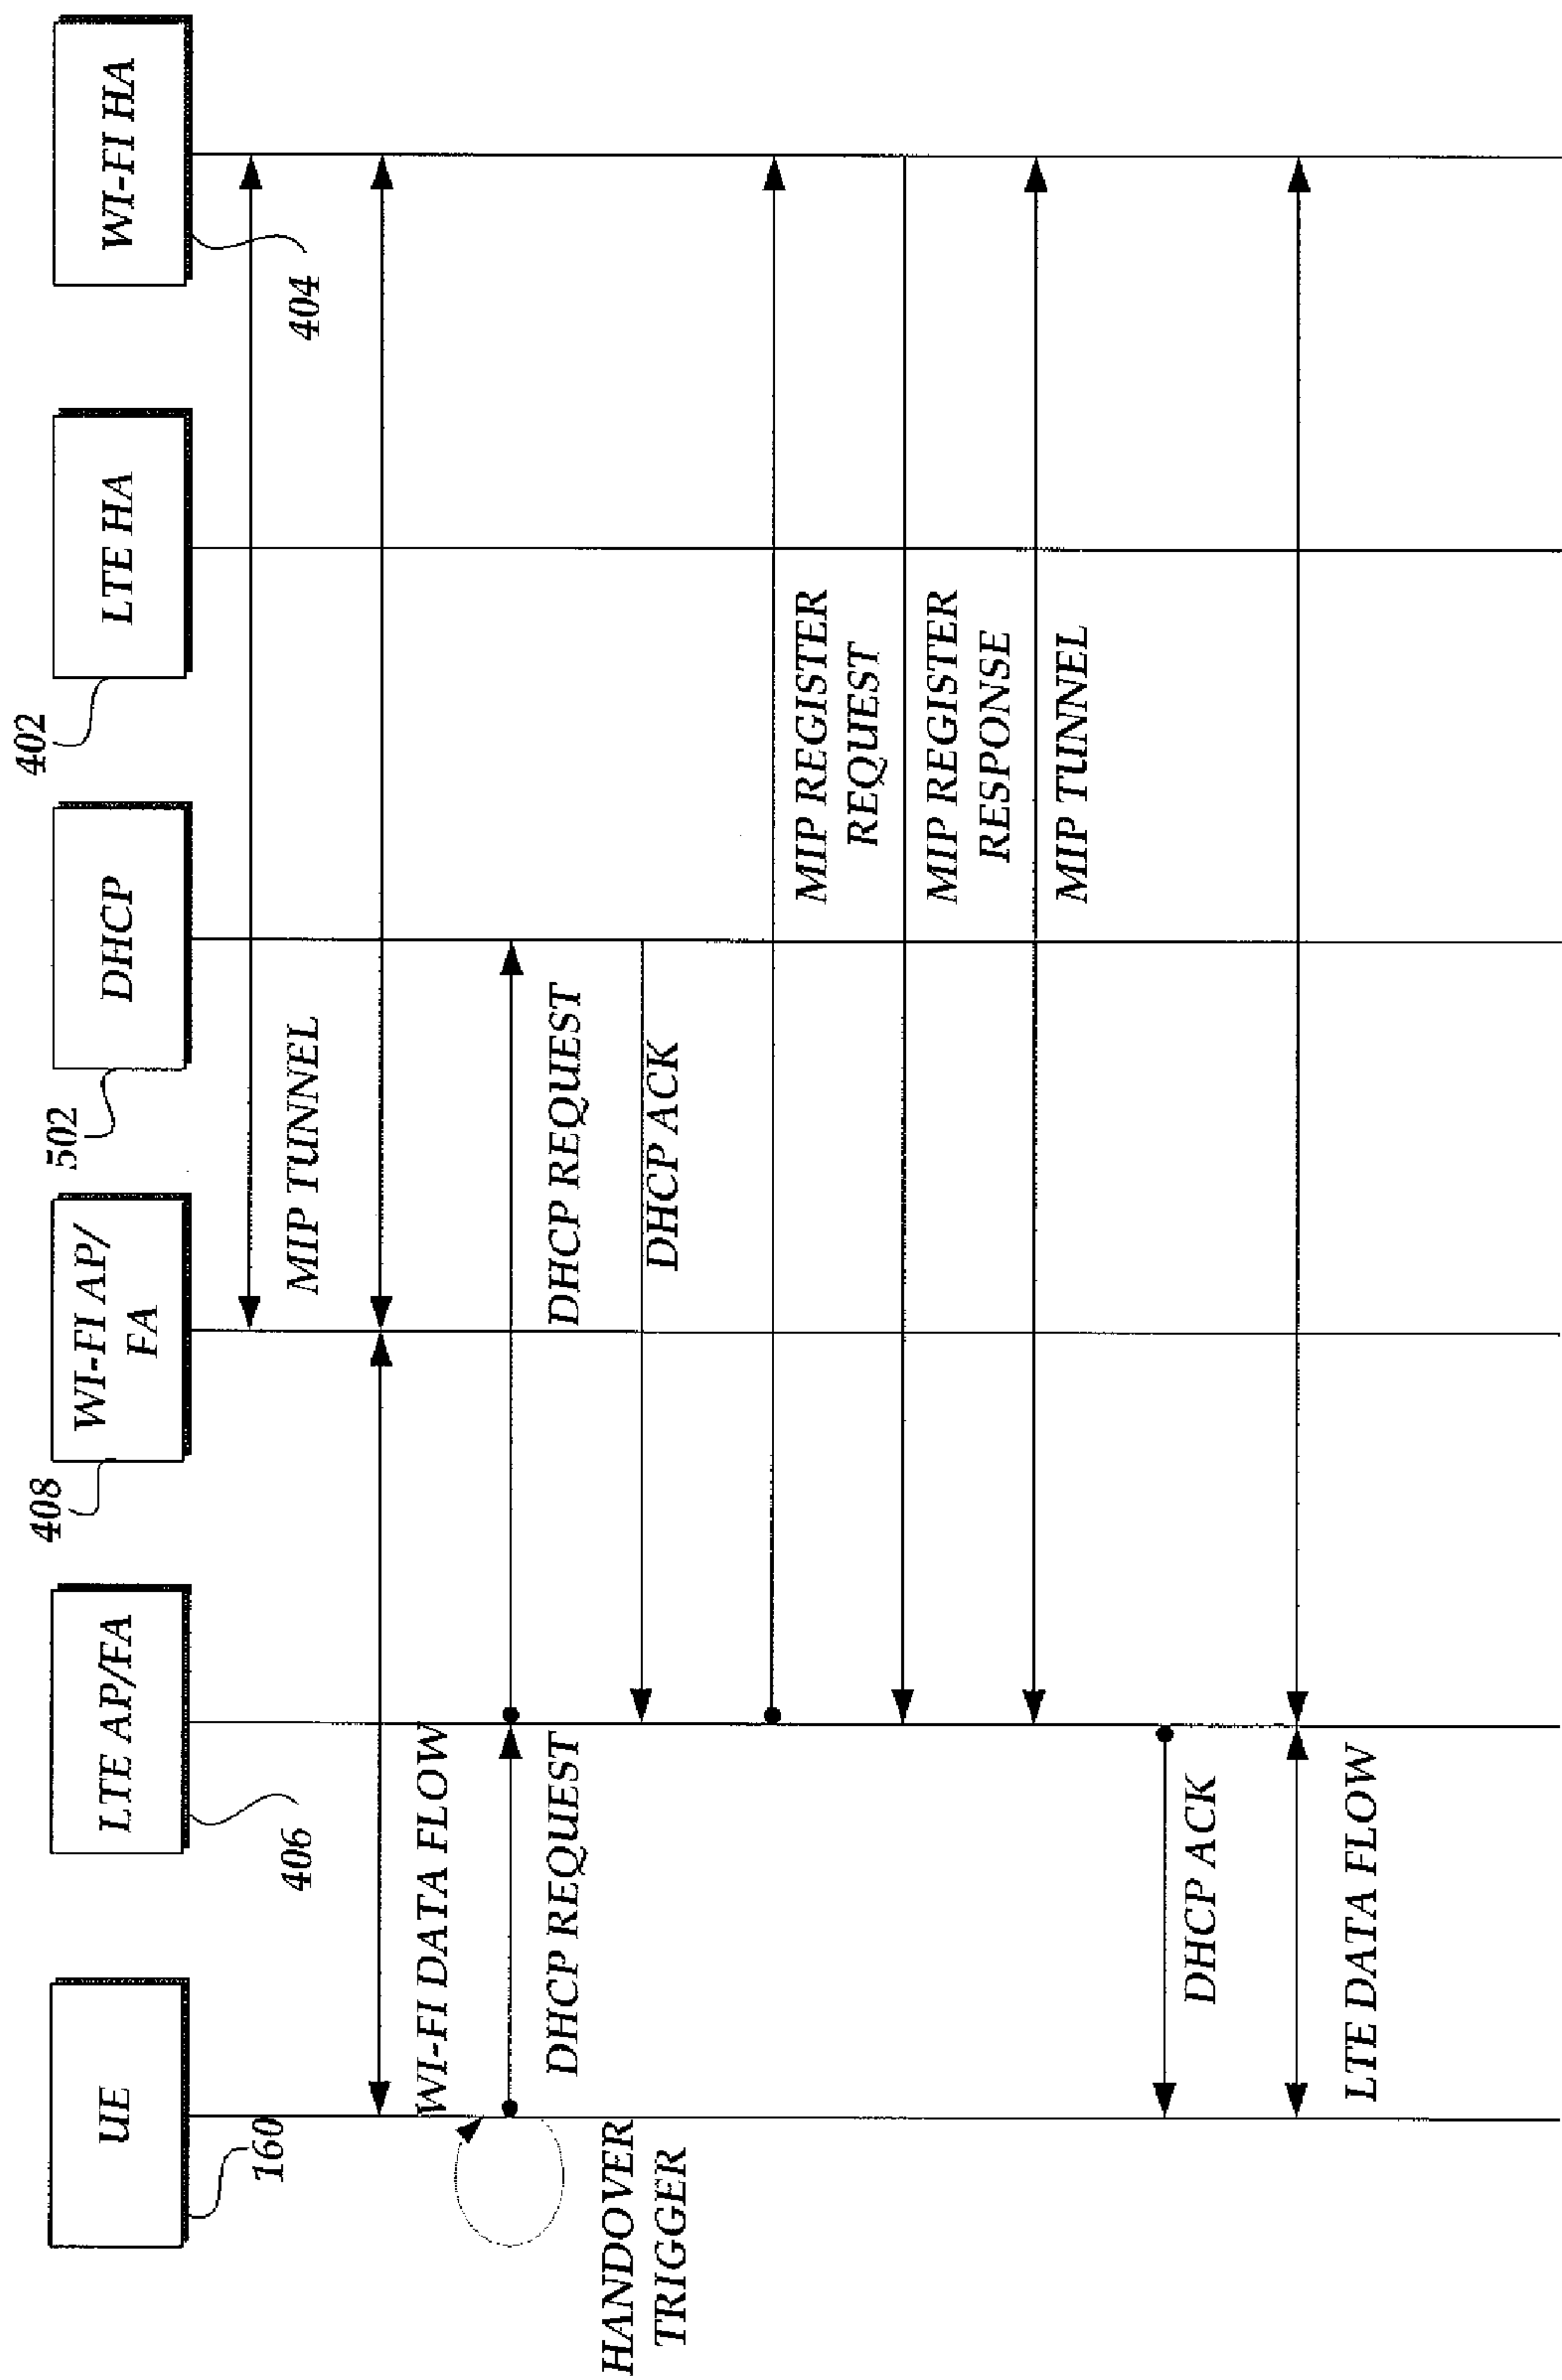 UE
160
LTE AP/FA
406
WI-FI AP/
FA
408
DHCP
502
LTE HA
402
WI-FI HA
404
MIP TUNNEL
WI-FI DATA FLOW
HANDOVER
TRIGGER
DHCP REQUEST
DHCP REQUEST
DHCP ACK
MIP REGISTER
REQUEST
MIP REGISTER
RESPONSE
MIP TUNNEL
DHCP ACK
LTE DATA FLOW